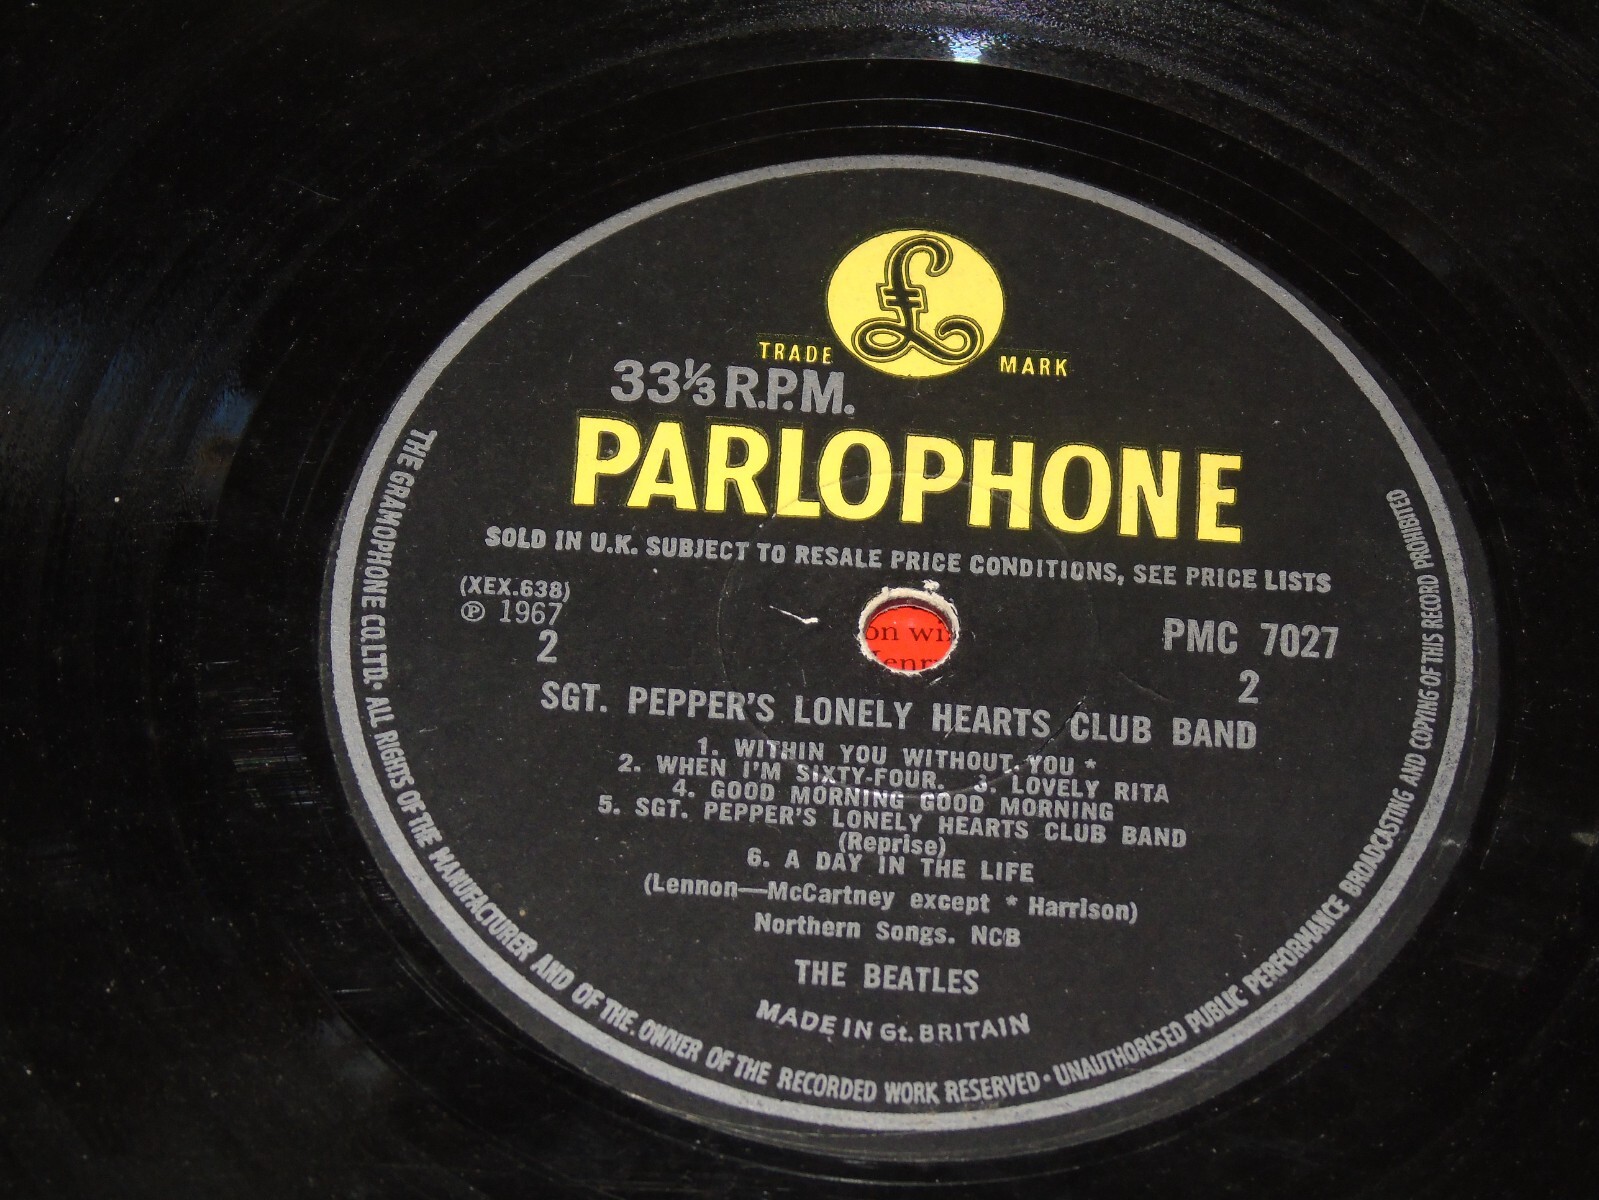 £
TRADE MARK
33⅓ R.P.M.
PARLOPHONE
SOLD IN U.K. SUBJECT TO RESALE PRICE CONDITIONS, SEE PRICE LISTS
(XEX.638)
℗ 1967
2
PMC 7027
2
on wi
SGT. PEPPER'S LONELY HEARTS CLUB BAND
1. WITHIN YOU WITHOUT YOU *
2. WHEN I'M SIXTY-FOUR. 3. LOVELY RITA
4. GOOD MORNING GOOD MORNING
5. SGT. PEPPER'S LONELY HEARTS CLUB BAND
(Reprise)
6. A DAY IN THE LIFE
(Lennon—McCartney except * Harrison)
Northern Songs. NCB
THE BEATLES
MADE IN Gt. BRITAIN
THE GRAMOPHONE CO. LTD. • ALL RIGHTS OF THE MANUFACTURER AND OF THE OWNER OF THE RECORDED WORK RESERVED • UNAUTHORISED PUBLIC PERFORMANCE BROADCASTING AND COPYING OF THIS RECORD PROHIBITED